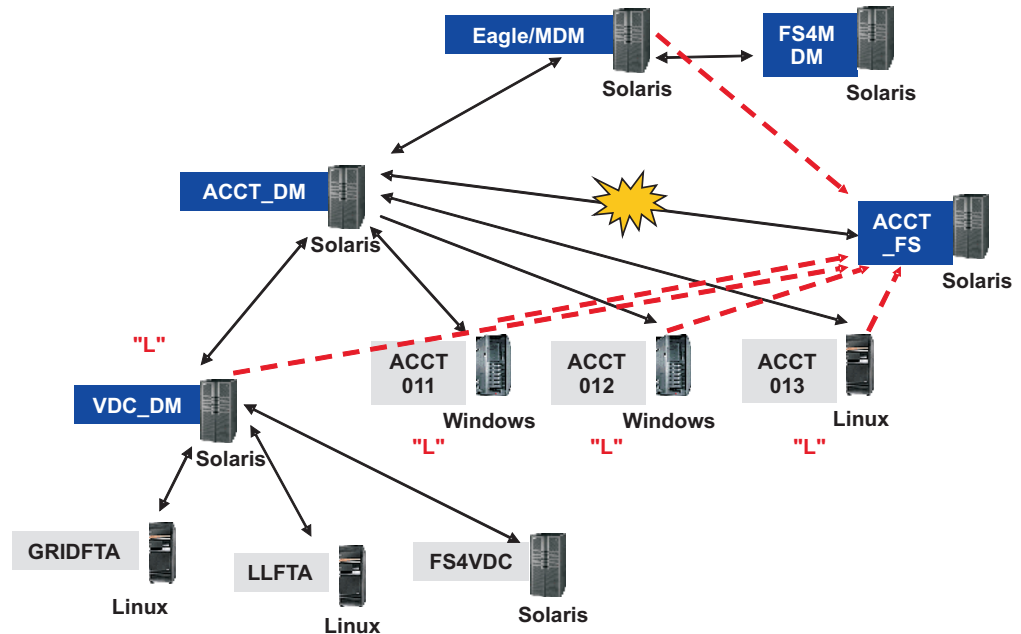 Eagle/MDM
Solaris
FS4M
DM
Solaris
ACCT_DM
Solaris
ACCT
_FS
Solaris
"L"
VDC_DM
Solaris
ACCT
011
Windows
"L"
ACCT
012
Windows
"L"
ACCT
013
Linux
"L"
GRIDFTA
Linux
LLFTA
Linux
FS4VDC
Solaris